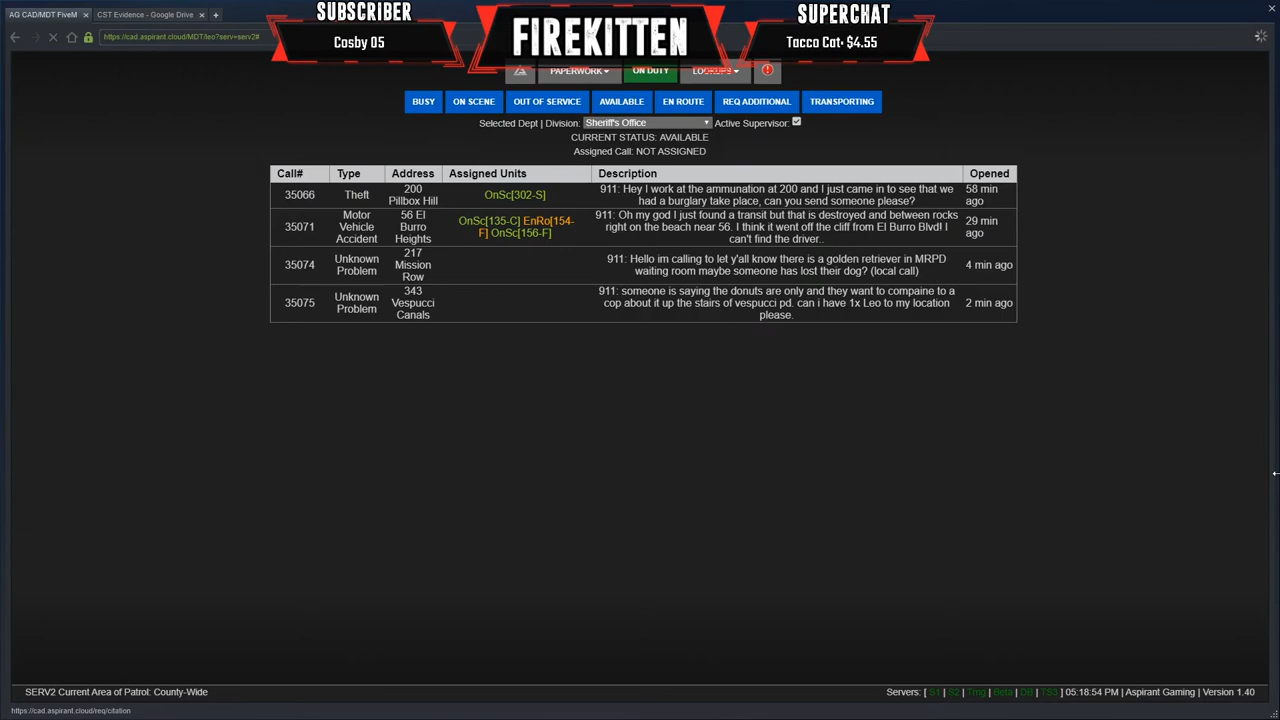 AG CAD/MDT FiveM
CST Evidence - Google Drive
https://cad.aspirant.cloud/MDT/leo?serv=serv2#
SUBSCRIBER
Cosby 05
FIREKITTEN
SUPERCHAT
Tacca Cat• $4.55
PAPERWORK
ON DUTY
LOOKUPS
BUSY
ON SCENE
OUT OF SERVICE
AVAILABLE
EN ROUTE
REQ ADDITIONAL
TRANSPORTING
Selected Dept | Division: Sheriff's Office Active Supervisor:
CURRENT STATUS: AVAILABLE
Assigned Call: NOT ASSIGNED
Call# Type Address Assigned Units Description Opened
35066
Theft
200
Pillbox Hill
OnSc[302-S]
911: Hey I work at the ammunation at 200 and I just came in to see that we
had a burglary take place, can you send someone please?
58 min
ago
35071
Motor
Vehicle
Accident
56 El
Burro
Heights
OnSc[135-C] EnRo[154-
F] OnSc[156-F]
911: Oh my god I just found a transit but that is destroyed and between rocks
right on the beach near 56. I think it went off the cliff from El Burro Blvd! I
can't find the driver..
29 min
ago
35074
Unknown
Problem
217
Mission
Row
911: Hello im calling to let y'all know there is a golden retriever in MRPD
waiting room maybe someone has lost their dog? (local call)
4 min ago
35075
Unknown
Problem
343
Vespucci
Canals
911: someone is saying the donuts are only and they want to compaine to a
cop about it up the stairs of vespucci pd. can i have 1x Leo to my location
please.
2 min ago
SERV2 Current Area of Patrol: County-Wide
Servers: [ S1 | S2 | Tmg | Beta | DB | TS3 ] 05:18:54 PM | Aspirant Gaming | Version 1.40
https://cad.aspirant.cloud/req/citation